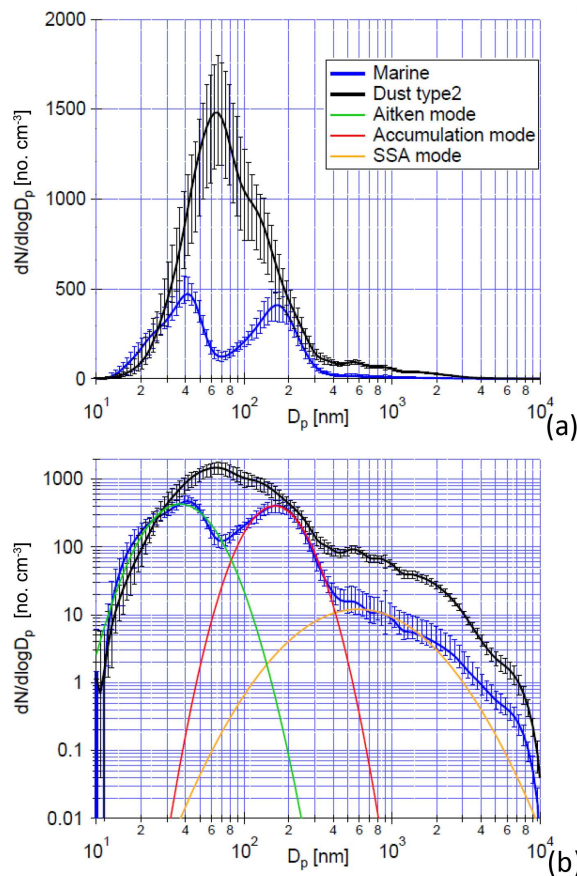 2000
1500
1000
500
0
dN/dlogDp [no. cm-3]
Marine
Dust type2
Aitken mode
Accumulation mode
SSA mode
10¹ 2 4 6 8 10² 2 4 6 8 10³ 2 4 6 8 10⁴
Dp [nm]
(a)
1000
100
10
1
0.1
0.01
dN/dlogDp [no. cm-3]
10¹ 2 4 6 8 10² 2 4 6 8 10³ 2 4 6 8 10⁴
Dp [nm]
(b)